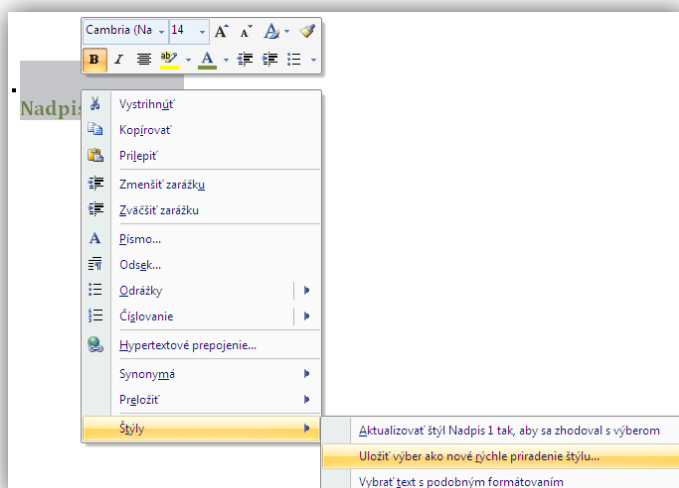 Cambria (Na 14 A A A
B I ab A
Nadpis
Vystrihnúť
Kopírovať
Prilepiť
Zmenšiť zarážku
Zväčšiť zarážku
A Písmo...
Odsek...
Odrážky
Číslovanie
Hypertextové prepojenie...
Synonymá
Preložiť
Štýly
Aktualizovať štýl Nadpis 1 tak, aby sa zhodoval s výberom
Uložiť výber ako nové rýchle priradenie štýlu...
Vybrať text s podobným formátovaním